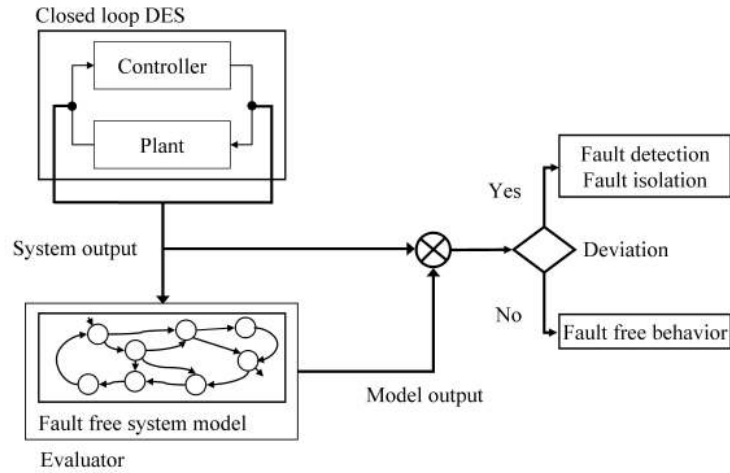 Closed loop DES
Controller
Plant
Fault detection
Fault isolation
Yes
System output
Deviation
No
Fault free behavior
Model output
Fault free system model
Evaluator